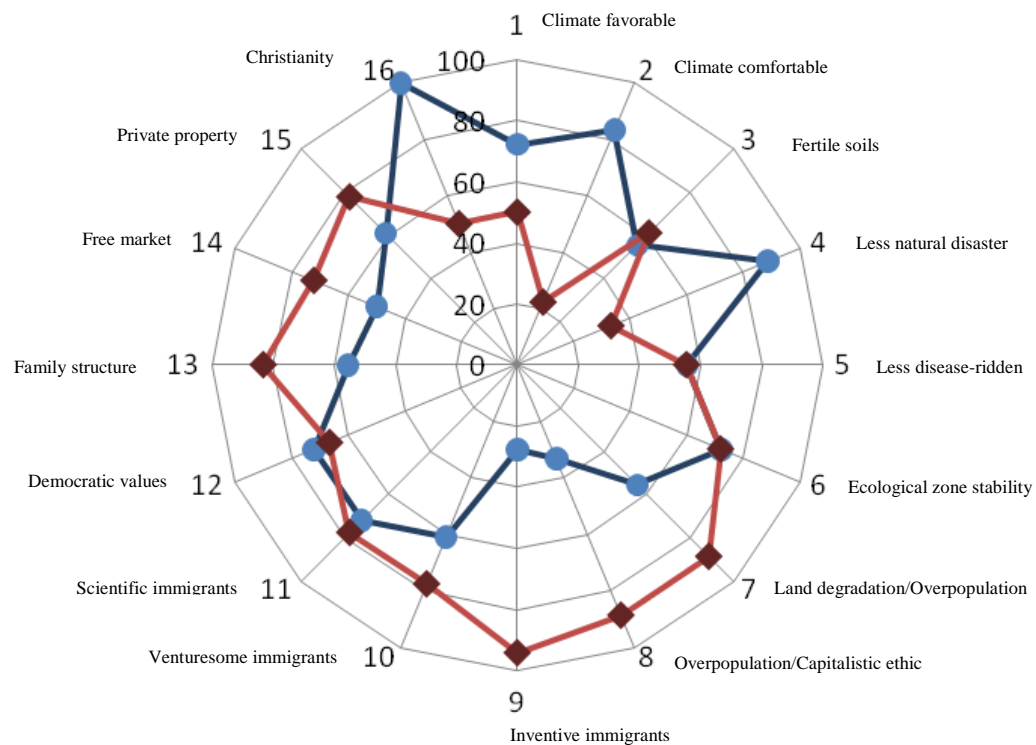 1
Climate favorable
2
Climate comfortable
3
Fertile soils
4
Less natural disaster
5
Less disease-ridden
6
Ecological zone stability
7
Land degradation/Overpopulation
8
Overpopulation/Capitalistic ethic
9
Inventive immigrants
10
Venturesome immigrants
11
Scientific immigrants
12
Democratic values
13
Family structure
14
Free market
15
Private property
16
Christianity
100
80
60
40
20
0